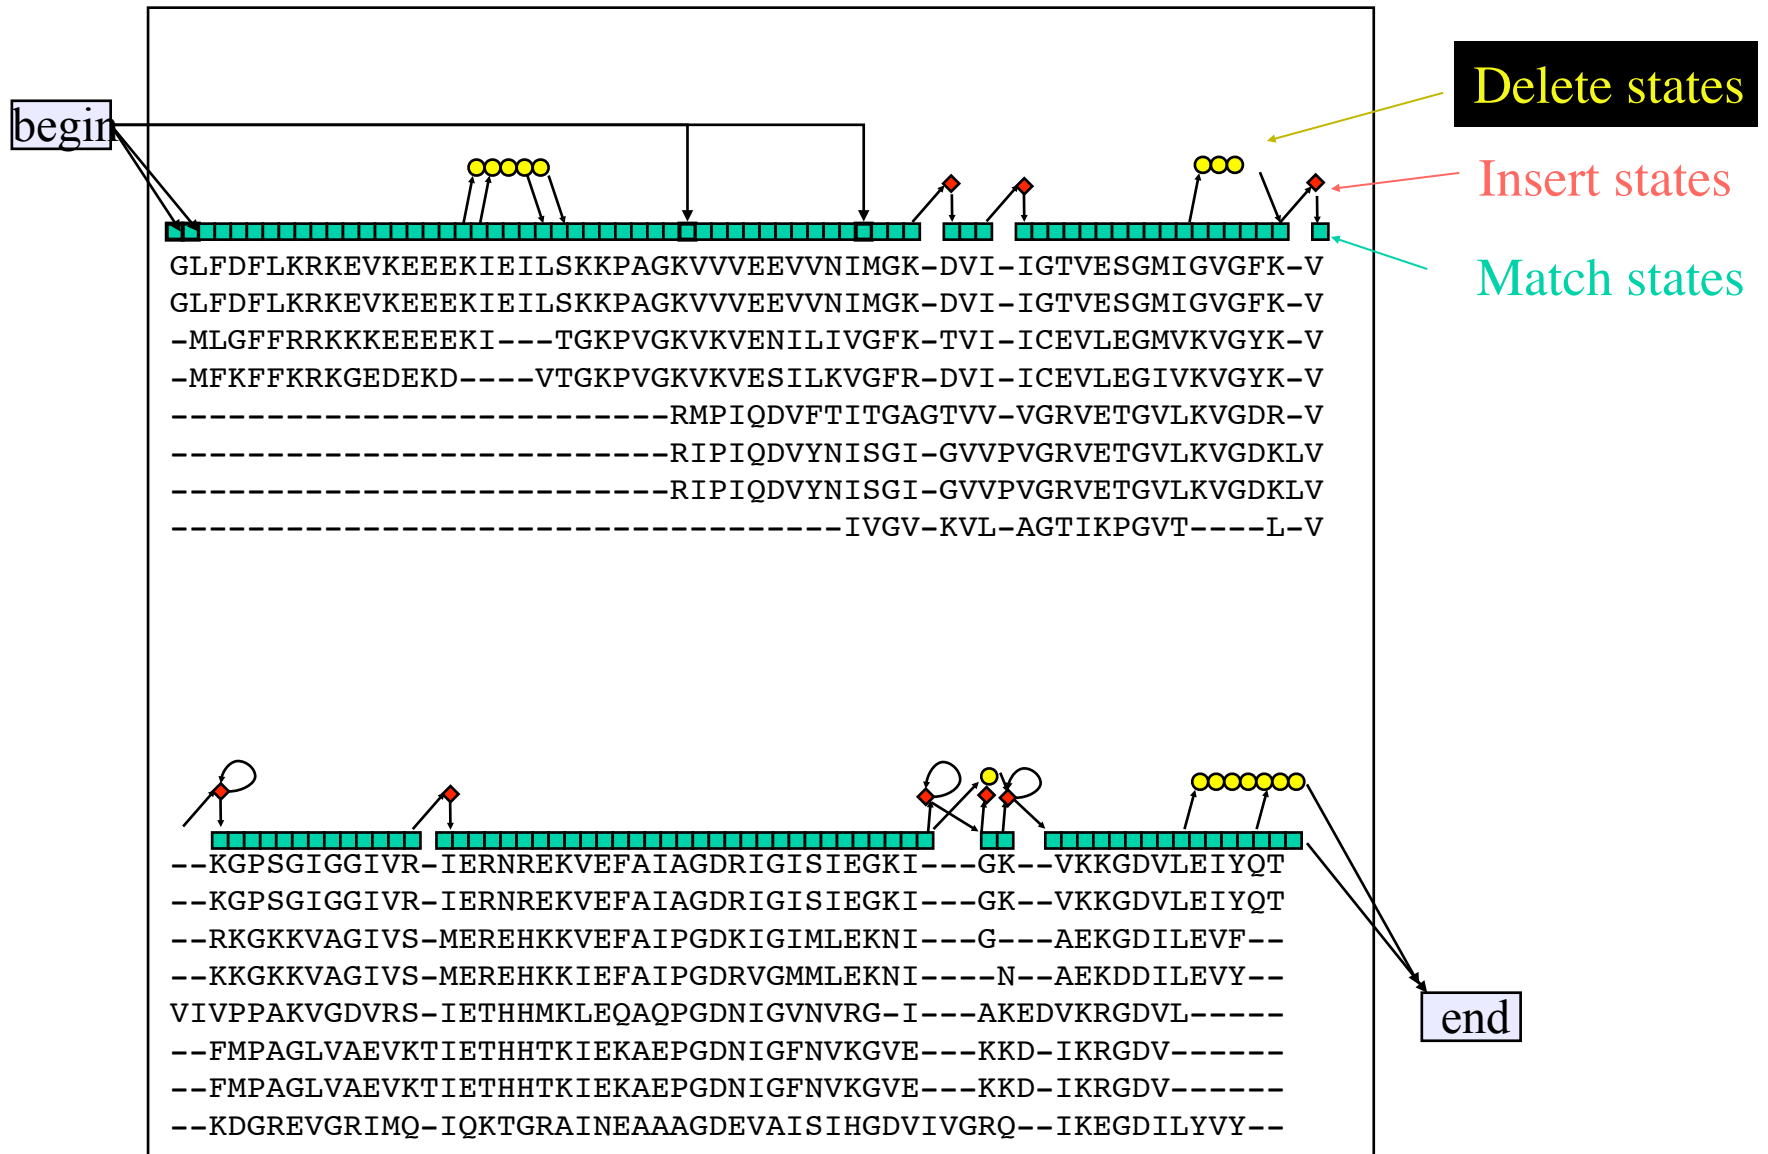 Delete states
begin
Insert states
Match states
GLFDFLKRKEVKEEEKIEILSKKPAGKVVVEEVVNIMGK-DVI-IGTVESGMIGVGFK-V
GLFDFLKRKEVKEEEKIEILSKKPAGKVVVEEVVNIMGK-DVI-IGTVESGMIGVGFK-V
-MLGFFRRKKKEEEEKI---TGKPVGKVKVENILIVGFK-TVI-ICEVLEGMVKVGYK-V
-MFKFFKRKGEDEKD----VTGKPVGKVKVESILKVGFR-DVI-ICEVLEGIVKVGYK-V
--------------------------RMPIQDVFTITGAGTVV-VGRVETGVLKVGDR-V
--------------------------RIPIQDVYNISGI-GVVPVGRVETGVLKVGDKLV
--------------------------RIPIQDVYNISGI-GVVPVGRVETGVLKVGDKLV
-----------------------------------IVGV-KVL-AGTIKPGVT----L-V
--KGPSGIGGIVR-IERNREKVEFAIAGDRIGISIEGKI---GK--VKKGDVLEIYQT
--KGPSGIGGIVR-IERNREKVEFAIAGDRIGISIEGKI---GK--VKKGDVLEIYQT
--RKGKKVAGIVS-MEREHKKVEFAIPGDKIGIMLEKNI---G---AEKGDILEVF--
--KKGKKVAGIVS-MEREHKKIEFAIPGDRVGMMLEKNI----N--AEKDDILEVY--
VIVPPAKVGDVRS-IETHHMKLEQAQPGDNIGVNVRG-I---AKEDVKRGDVL-----
--FMPAGLVAEVKTIETHHTKIEKAEPGDNIGFNVKGVE---KKD-IKRGDV------
--FMPAGLVAEVKTIETHHTKIEKAEPGDNIGFNVKGVE---KKD-IKRGDV------
--KDGREVGRIMQ-IQKTGRAINEAAAGDEVAISIHGDVIVGRQ--IKEGDILYVY--
end